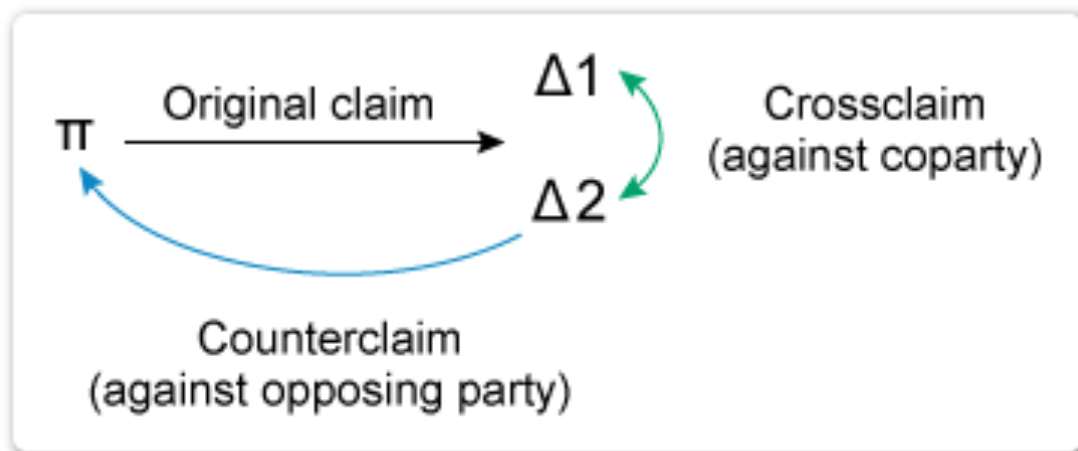 Original claim
π
Δ1
Δ2
Crossclaim
(against coparty)
Counterclaim
(against opposing party)